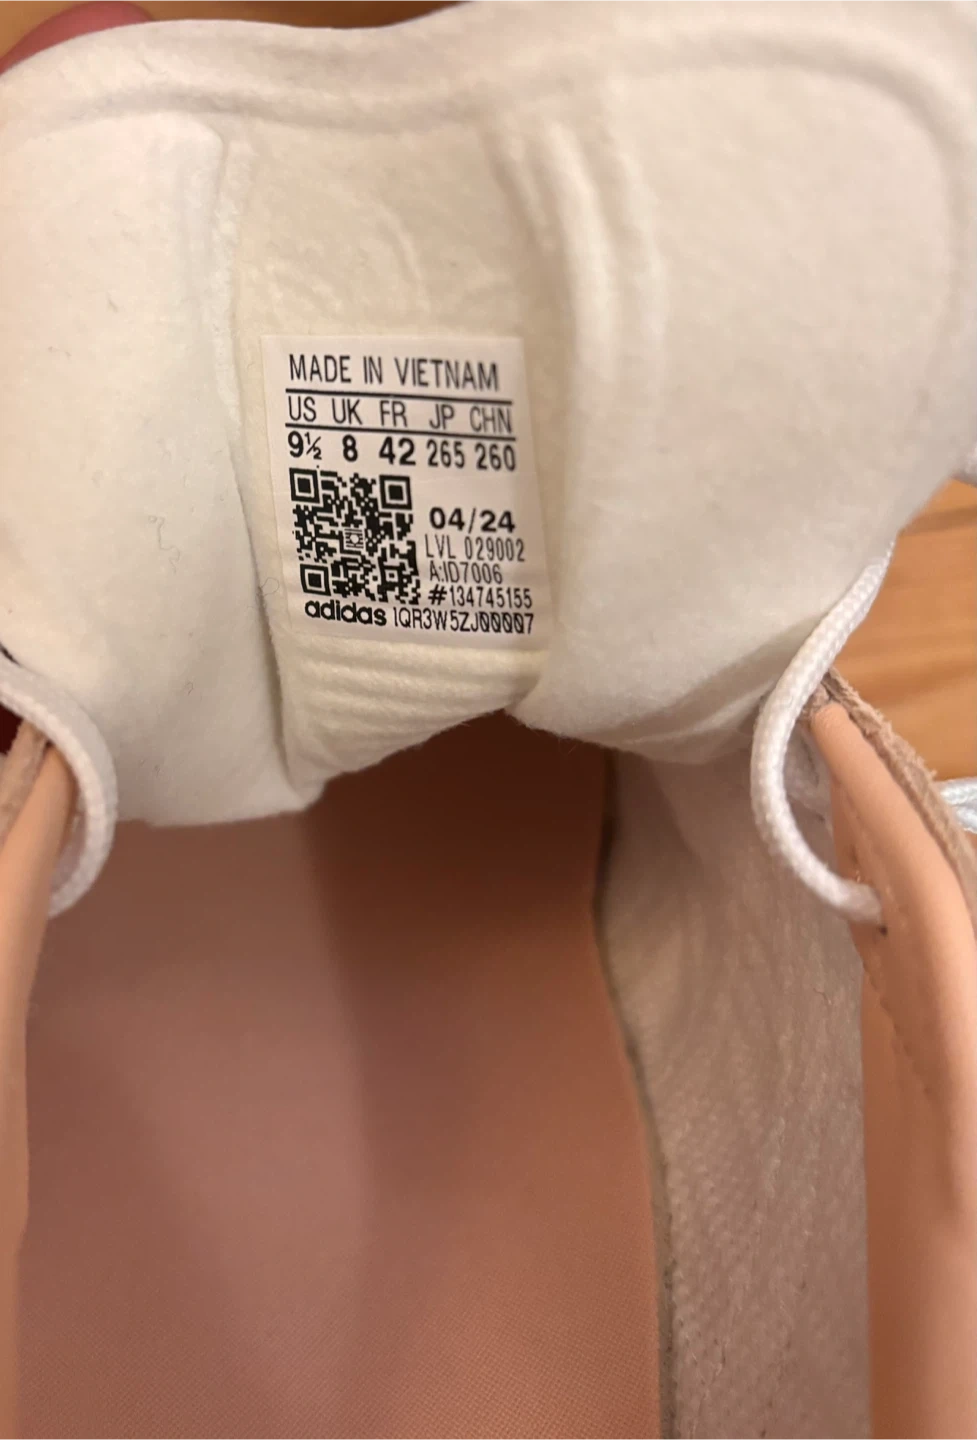 MADE IN VIETNAM
US UK FR JP CHN
9½ 8 42 265 260
04/24
LVL 029002
A:ID7006
#134745155
adidas 1QR3W5ZJ00007